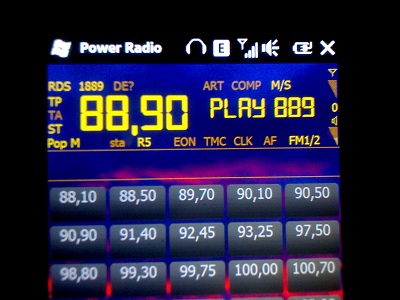 Power Radio E
RDS 1889 DE? ART COMP M/S
TP
TA
ST
88,90 PLAY 889
0
Pop M sta R5 EON TMC CLK AF FM1/2
88,10 88,50 89,70 90,10 90,50
90,90 91,40 92,45 93,25 97,50
98,80 99,30 99,75 100,00 100,70